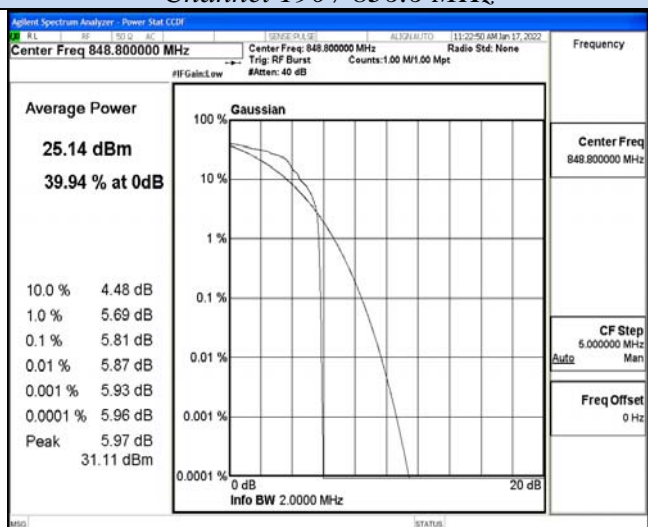 Channel 190 / 836.6 MHz
Agilent Spectrum Analyzer - Power Stat CCDF
RL RF 50 Ω AC SENSE:PULSE ALIGNAUTO 11:22:50 AM Jan 17, 2022
Center Freq 848.800000 MHz
Center Freq: 848.800000 MHz Radio Std: None
Trig: RF Burst Counts:1.00 M/1.00 Mpt
#IFGain:Low #Atten: 40 dB
Frequency
Average Power
25.14 dBm
39.94 % at 0dB
10.0 % 4.48 dB
1.0 % 5.69 dB
0.1 % 5.81 dB
0.01 % 5.87 dB
0.001 % 5.93 dB
0.0001 % 5.96 dB
Peak 5.97 dB
31.11 dBm
Gaussian
100 %
10 %
1 %
0.1 %
0.01 %
0.001 %
0.0001 %
0 dB 20 dB
Info BW 2.0000 MHz
Center Freq
848.800000 MHz
CF Step
5.000000 MHz
Auto Man
Freq Offset
0 Hz
MSG STATUS